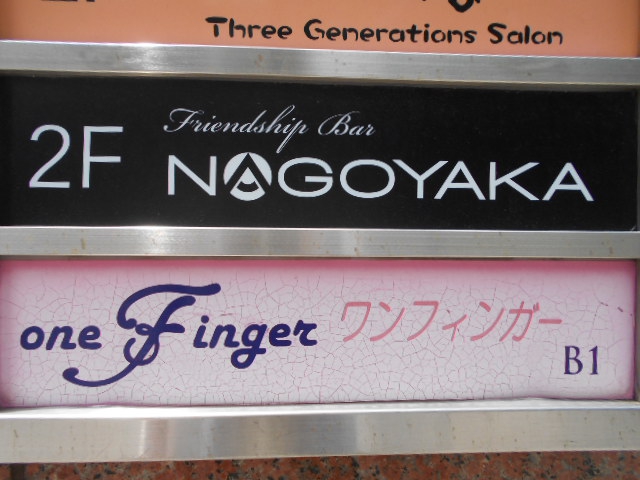 Three Generations Salon
2F
Friendship Bar
NAGOYAKA
one Finger ワンフィンガー
B1